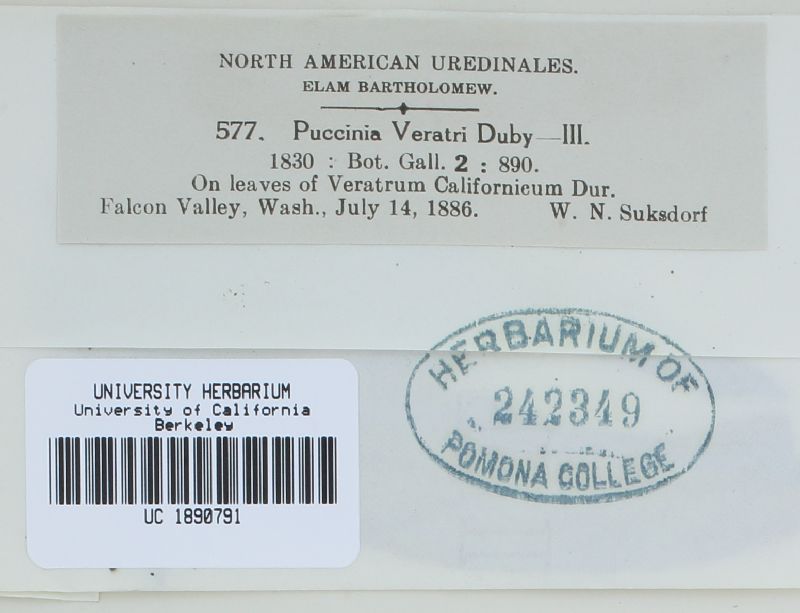 NORTH AMERICAN UREDINALES.
ELAM BARTHOLOMEW.
577. Puccinia Veratri Duby—III.
1830 : Bot. Gall. 2 : 890.
On leaves of Veratrum Californicum Dur.
Falcon Valley, Wash., July 14, 1886. W. N. Suksdorf
HERBARIUM OF
242349
POMONA COLLEGE
UNIVERSITY HERBARIUM
University of California
Berkeley
UC 1890791